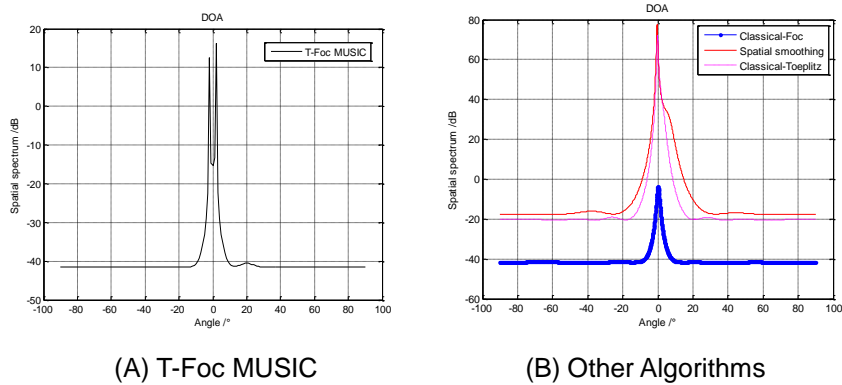 DOA
T-Foc MUSIC
20
10
0
-10
-20
-30
-40
-50
Spatial spectrum /dB
-100 -80 -60 -40 -20 0 20 40 60 80 100
Angle /°
(A) T-Foc MUSIC
DOA
Classical-Foc
Spatial smoothing
Classical-Toeplitz
80
60
40
20
0
-20
-40
-60
Spatial spectrum /dB
-100 -80 -60 -40 -20 0 20 40 60 80 100
Angle /°
(B) Other Algorithms